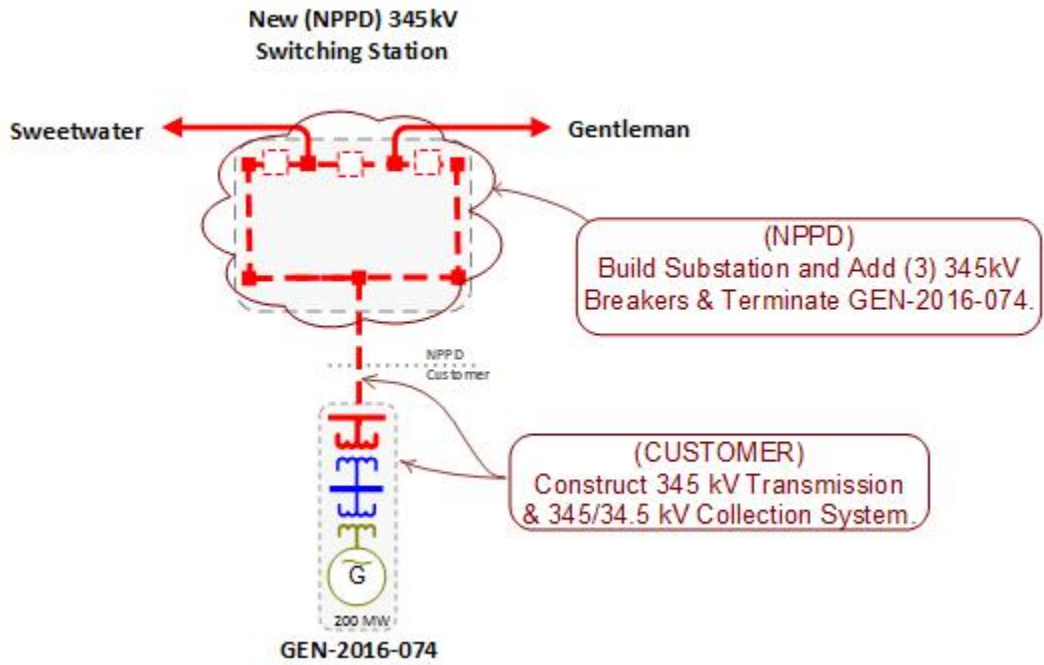 New (NPPD) 345kV
Switching Station
Sweetwater
Gentleman
(NPPD)
Build Substation and Add (3) 345kV
Breakers & Terminate GEN-2016-074.
NPPD
Customer
(CUSTOMER)
Construct 345 kV Transmission
& 345/34.5 kV Collection System.
G
200 MW
GEN-2016-074